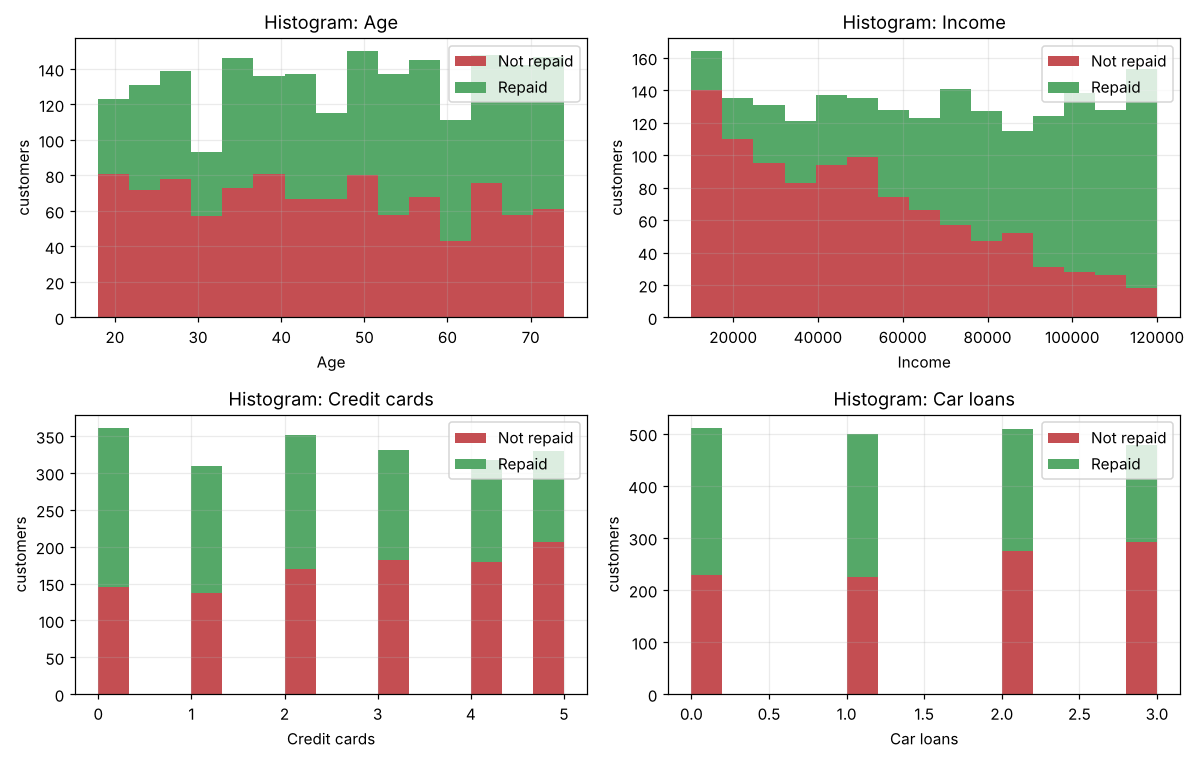 Histogram: Age
Not repaid
Repaid
customers
140
120
100
80
60
40
20
0
20 30 40 50 60 70
Age
Histogram: Income
Not repaid
Repaid
customers
160
140
120
100
80
60
40
20
0
20000 40000 60000 80000 100000 120000
Income
Histogram: Credit cards
Not repaid
Repaid
customers
350
300
250
200
150
100
50
0
0 1 2 3 4 5
Credit cards
Histogram: Car loans
Not repaid
Repaid
customers
500
400
300
200
100
0
0.0 0.5 1.0 1.5 2.0 2.5 3.0
Car loans